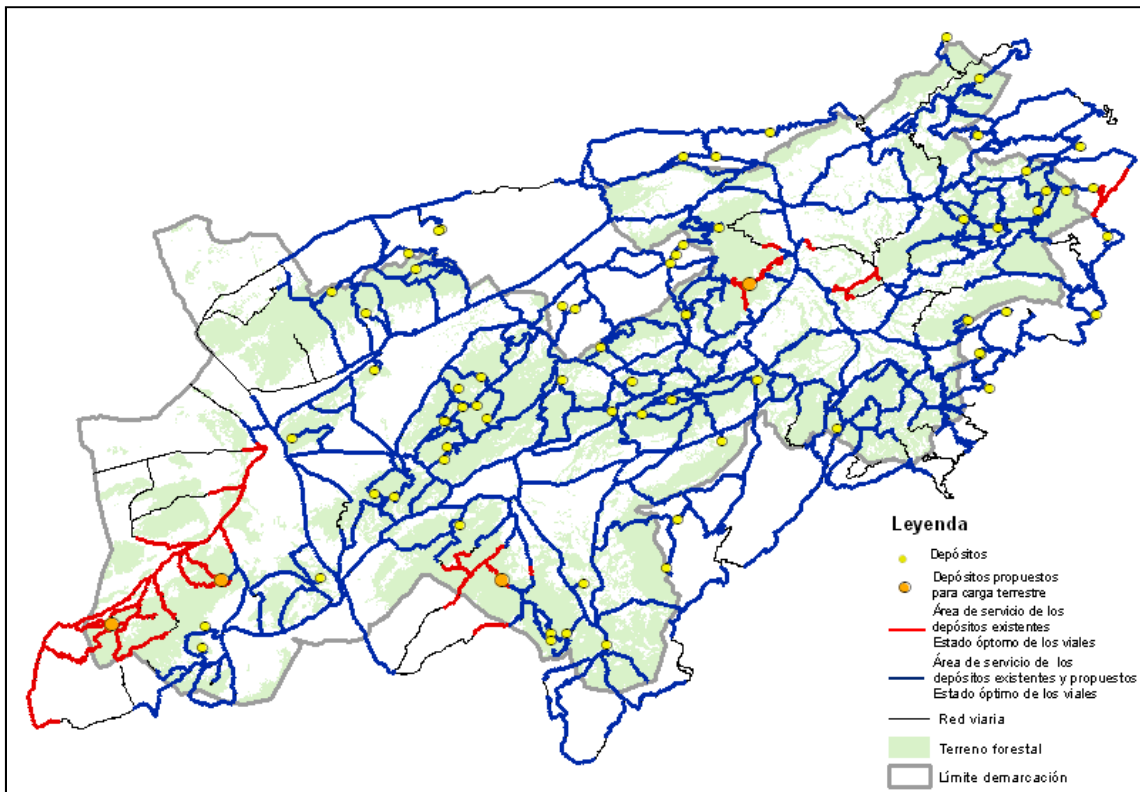 Leyenda
Depósitos
Depósitos propuestos
para carga terrestre
Área de servicio de los
depósitos existentes
Estado óptomo de los viales
Área de servicio de los
depósitos existentes y propuestos
Estado óptimo de los viales
Red viaria
Terreno forestal
Límite demarcación